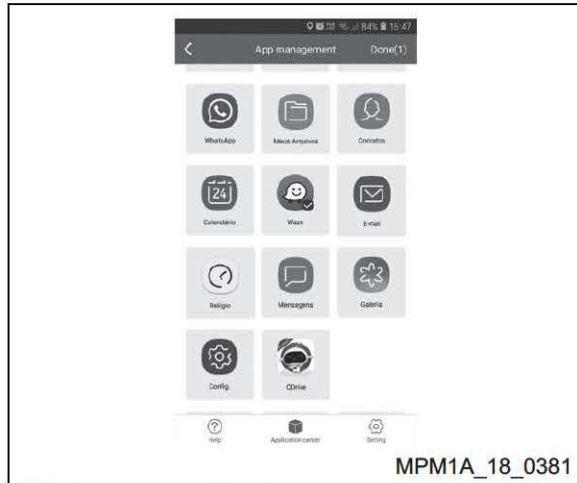 84% 15:47
App management Done(1)
WhatsApp Meus Arquivos Contatos
24
Calendário Waze E-mail
Relógio Mensagens Galeria
Config. QDrive
Help Application center Setting
MPM1A_18_0381